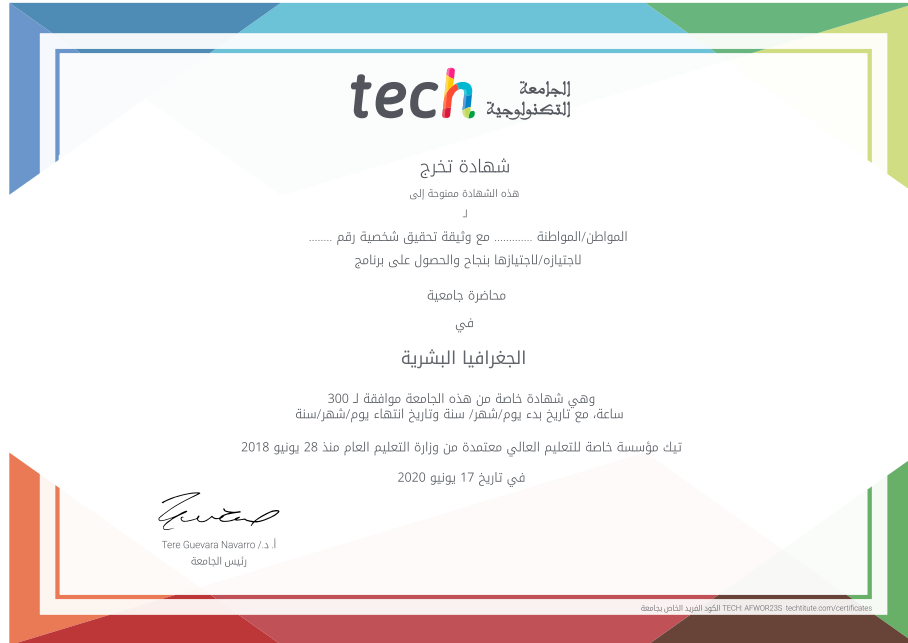 tech الجامعة
التكنولوجية
شهادة تخرج
هذه الشهادة ممنوحة إلى
لـ
المواطن/المواطنة ............ مع وثيقة تحقيق شخصية رقم ........
لاجتيازه/لاجتيازها بنجاح والحصول على برنامج
محاضرة جامعية
في
الجغرافيا البشرية
وهي شهادة خاصة من هذه الجامعة موافقة لـ 300
ساعة، مع تاريخ بدء يوم/شهر/ سنة وتاريخ انتهاء يوم/شهر/سنة
تيك مؤسسة خاصة للتعليم العالي معتمدة من وزارة التعليم العام منذ 28 يونيو 2018
في تاريخ 17 يونيو 2020
أ. د./ Tere Guevara Navarro
رئيس الجامعة
الكود الفريد الخاص بجامعة TECH: AFWOR23S techtitute.com/certificates